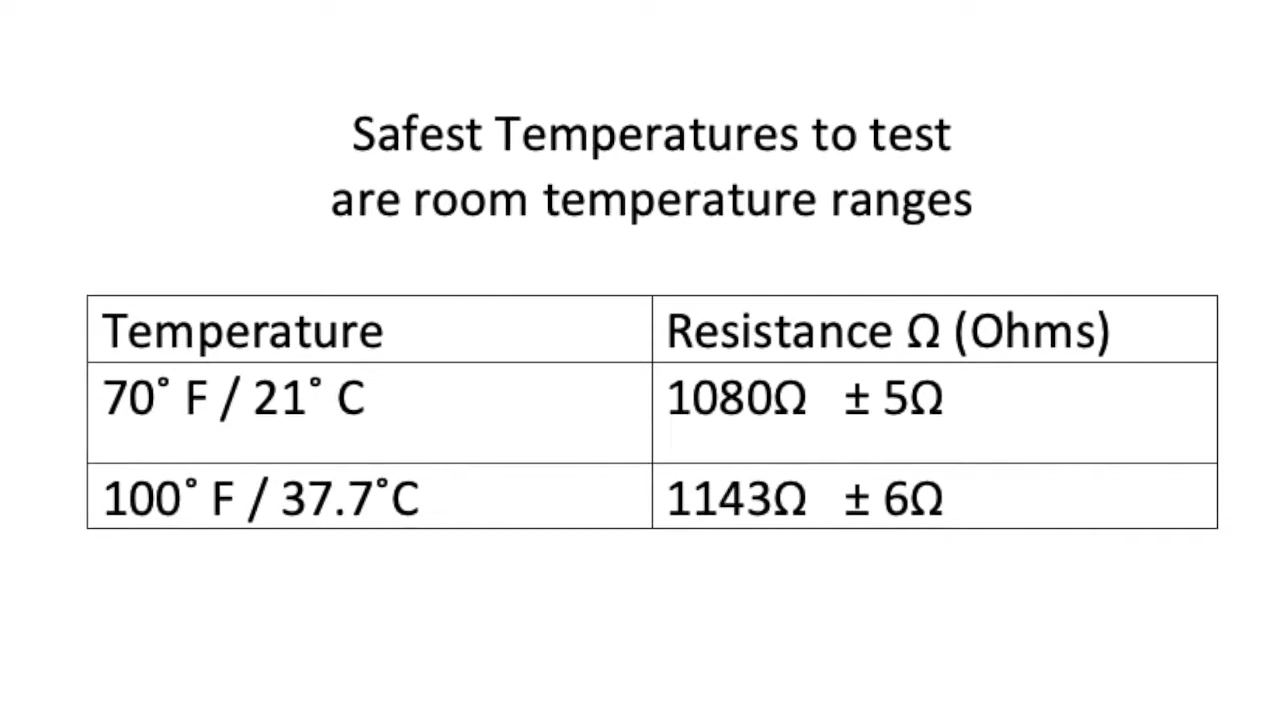 Safest Temperatures to test
are room temperature ranges
Temperature Resistance Ω (Ohms)
70˚ F / 21˚ C 1080Ω ± 5Ω
100˚ F / 37.7˚C 1143Ω ± 6Ω